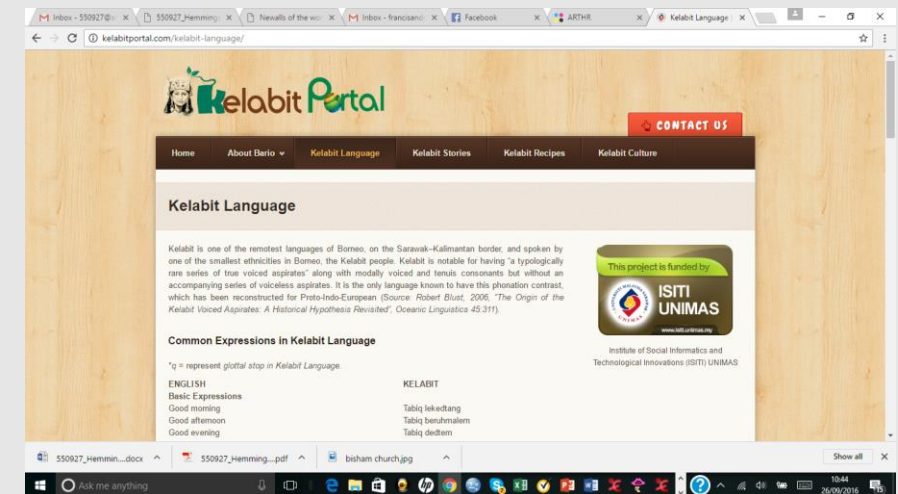 Inbox - 550927@s
550927_Hemming
Newalls of the wo
Inbox - francisand
Facebook
ARTHR
Kelabit Language |
kelabitportal.com/kelabit-language/
Kelabit Portal
CONTACT US
Home About Bario Kelabit Language Kelabit Stories Kelabit Recipes Kelabit Culture
Kelabit Language
Kelabit is one of the remotest languages of Borneo, on the Sarawak–Kalimantan border, and spoken by
one of the smallest ethnicities in Borneo, the Kelabit people. Kelabit is notable for having "a typologically
rare series of true voiced aspirates" along with modally voiced and tenuis consonants but without an
accompanying series of voiceless aspirates. It is the only language known to have this phonation contrast,
which has been reconstructed for Proto-Indo-European (Source: Robert Blust, 2006, "The Origin of the
Kelabit Voiced Aspirates: A Historical Hypothesis Revisited", Oceanic Linguistics 45:311).
This project is funded by
ISITI
UNIMAS
www.isiti.unimas.my
Institute of Social Informatics and
Technological Innovations (ISITI) UNIMAS
Common Expressions in Kelabit Language
*q = represent glottal stop in Kelabit Language.
ENGLISH KELABIT
Basic Expressions
Good morning Tabiq lekedtang
Good afternoon Tabiq beruhmalem
Good evening Tabiq dedtem
550927_Hemmin....docx
550927_Hemming....pdf
bisham church.jpg
Show all
Ask me anything
10:44
26/09/2016